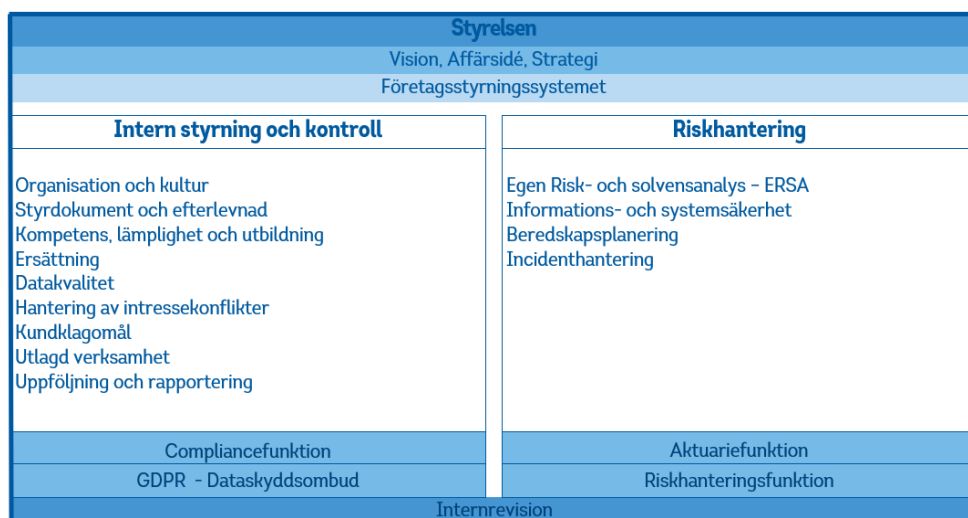 Styrelsen
Vision, Affärsidé, Strategi
Företagsstyrningssystemet
Intern styrning och kontroll
Organisation och kultur
Styrdokument och efterlevnad
Kompetens, lämplighet och utbildning
Ersättning
Datakvalitet
Hantering av intressekonflikter
Kundklagomål
Utlagd verksamhet
Uppföljning och rapportering
Compliancefunktion
GDPR - Dataskyddsombud
Riskhantering
Egen Risk- och solvensanalys – ERSA
Informations- och systemsäkerhet
Beredskapsplanering
Incidenthantering
Aktuariefunktion
Riskhanteringsfunktion
Internrevision